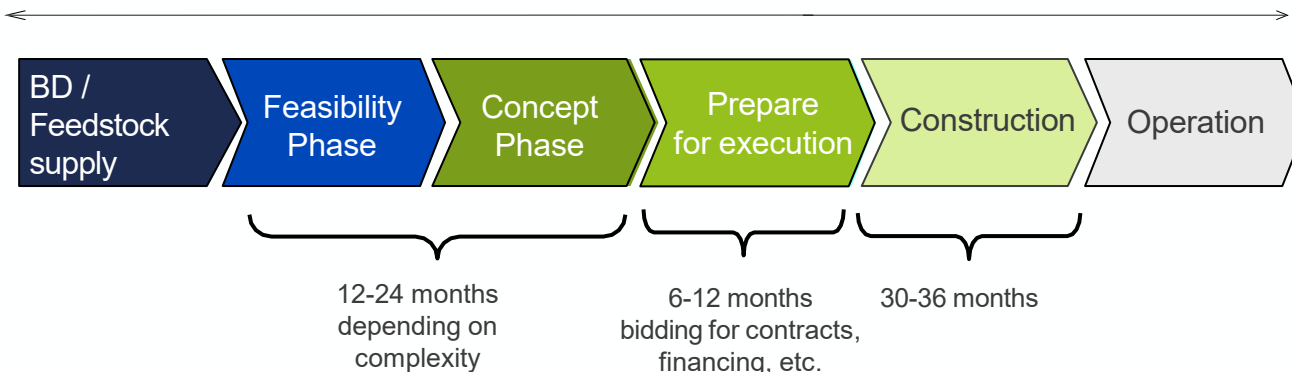 BD /
Feedstock
supply
Feasibility
Phase
Concept
Phase
Prepare
for execution
Construction
Operation
12-24 months
depending on
complexity
6-12 months
bidding for contracts,
financing, etc.
30-36 months